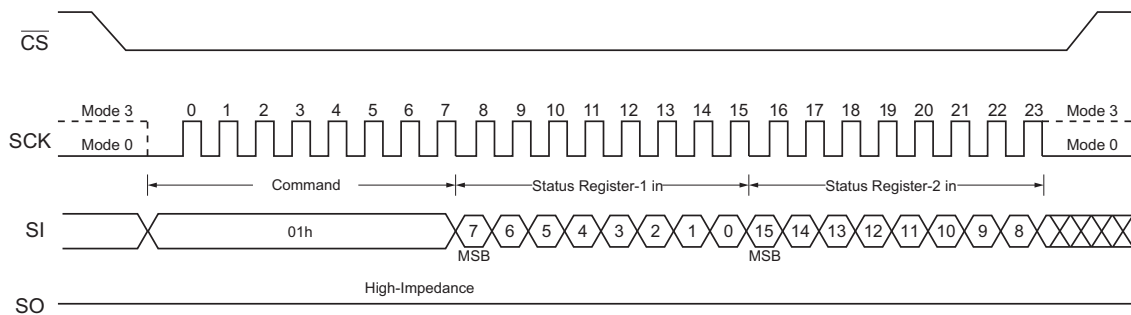 CS
Mode 3 0 1 2 3 4 5 6 7 8 9 10 11 12 13 14 15 16 17 18 19 20 21 22 23 Mode 3
SCK
Mode 0 Mode 0
Command Status Register-1 in Status Register-2 in
SI 01h 7 6 5 4 3 2 1 0 15 14 13 12 11 10 9 8
MSB MSB
High-Impedance
SO